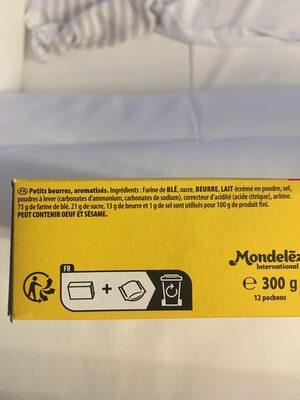 FR Petits beurres, aromatisés. Ingrédients : Farine de BLÉ, sucre, BEURRE, LAIT écrémé en poudre, sel,
poudres à lever (carbonates d'ammonium, carbonates de sodium), correcteur d'acidité (acide citrique), arôme.
73 g de farine de blé, 21 g de sucre, 13 g de beurre et 1 g de sel sont utilisés pour 100 g de produit fini.
PEUT CONTENIR OEUF ET SÉSAME.
FR
+
Mondelēz
International
e 300 g
12 pochons